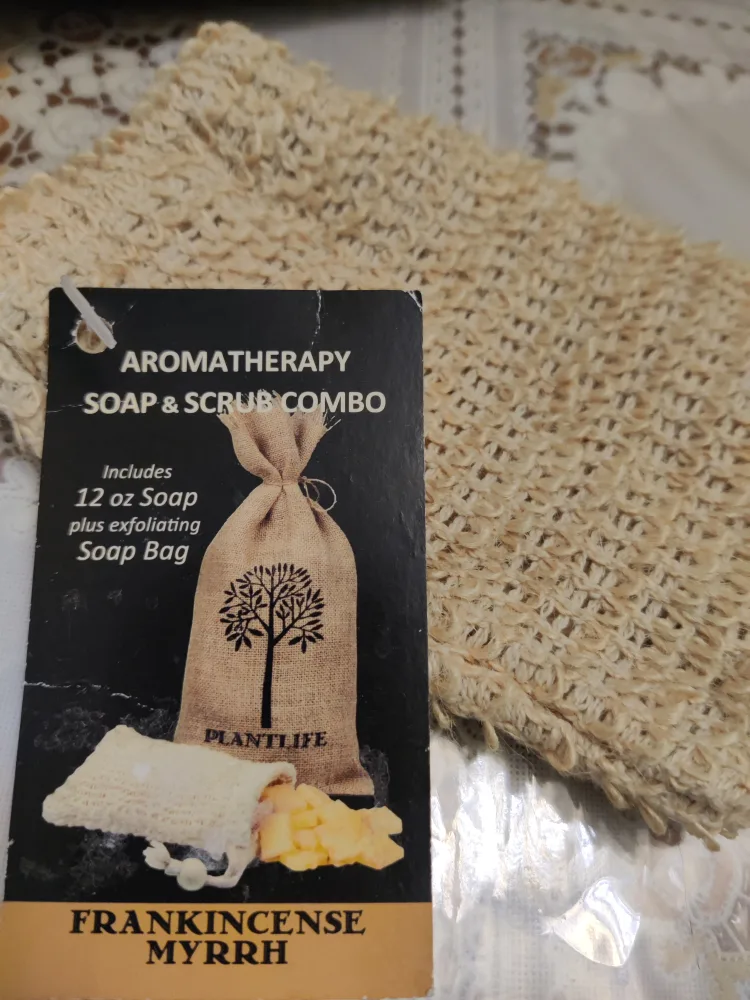 AROMATHERAPY
SOAP & SCRUB COMBO
Includes
12 oz Soap
plus exfoliating
Soap Bag
PLANTLIFE
FRANKINCENSE
MYRRH